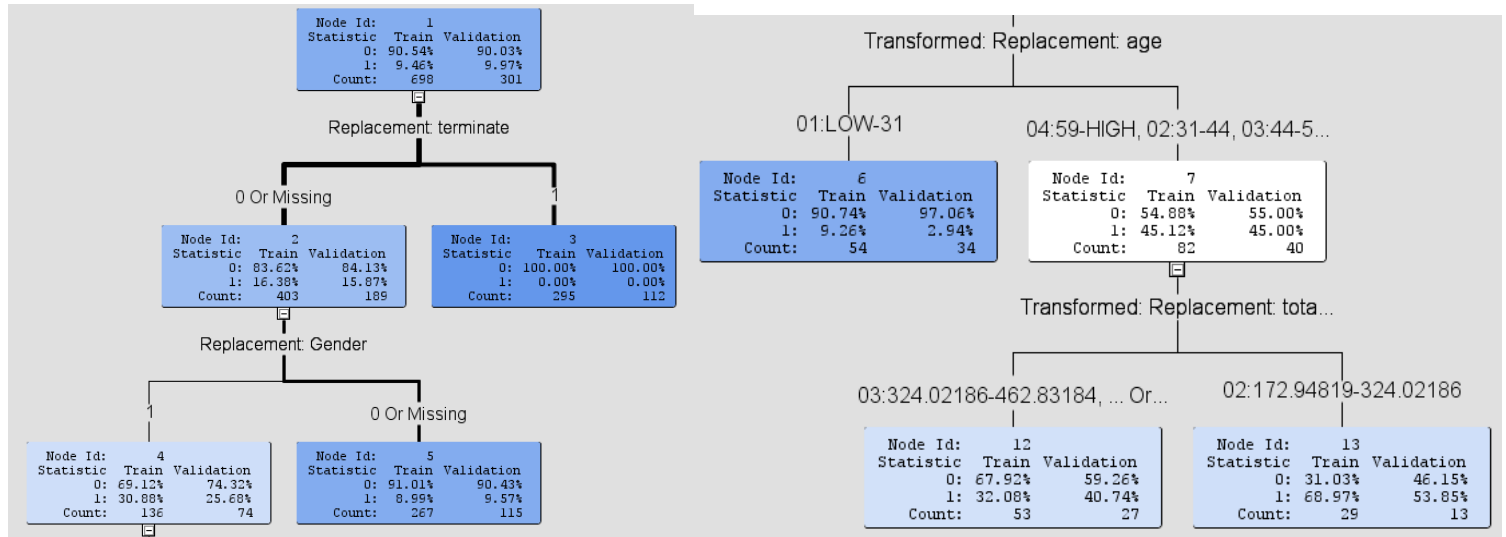 Node Id: 1
Statistic Train Validation
0: 90.54% 90.03%
1: 9.46% 9.97%
Count: 698 301
Replacement: terminate
0 Or Missing
1
Node Id: 2
Statistic Train Validation
0: 83.62% 84.13%
1: 16.38% 15.87%
Count: 403 189
Node Id: 3
Statistic Train Validation
0: 100.00% 100.00%
1: 0.00% 0.00%
Count: 295 112
Replacement: Gender
1
0 Or Missing
Node Id: 4
Statistic Train Validation
0: 69.12% 74.32%
1: 30.88% 25.68%
Count: 136 74
Node Id: 5
Statistic Train Validation
0: 91.01% 90.43%
1: 8.99% 9.57%
Count: 267 115
Transformed: Replacement: age
01:LOW-31
04:59-HIGH, 02:31-44, 03:44-5...
Node Id: 6
Statistic Train Validation
0: 90.74% 97.06%
1: 9.26% 2.94%
Count: 54 34
Node Id: 7
Statistic Train Validation
0: 54.88% 55.00%
1: 45.12% 45.00%
Count: 82 40
Transformed: Replacement: tota...
03:324.02186-462.83184, ... Or...
02:172.94819-324.02186
Node Id: 12
Statistic Train Validation
0: 67.92% 59.26%
1: 32.08% 40.74%
Count: 53 27
Node Id: 13
Statistic Train Validation
0: 31.03% 46.15%
1: 68.97% 53.85%
Count: 29 13